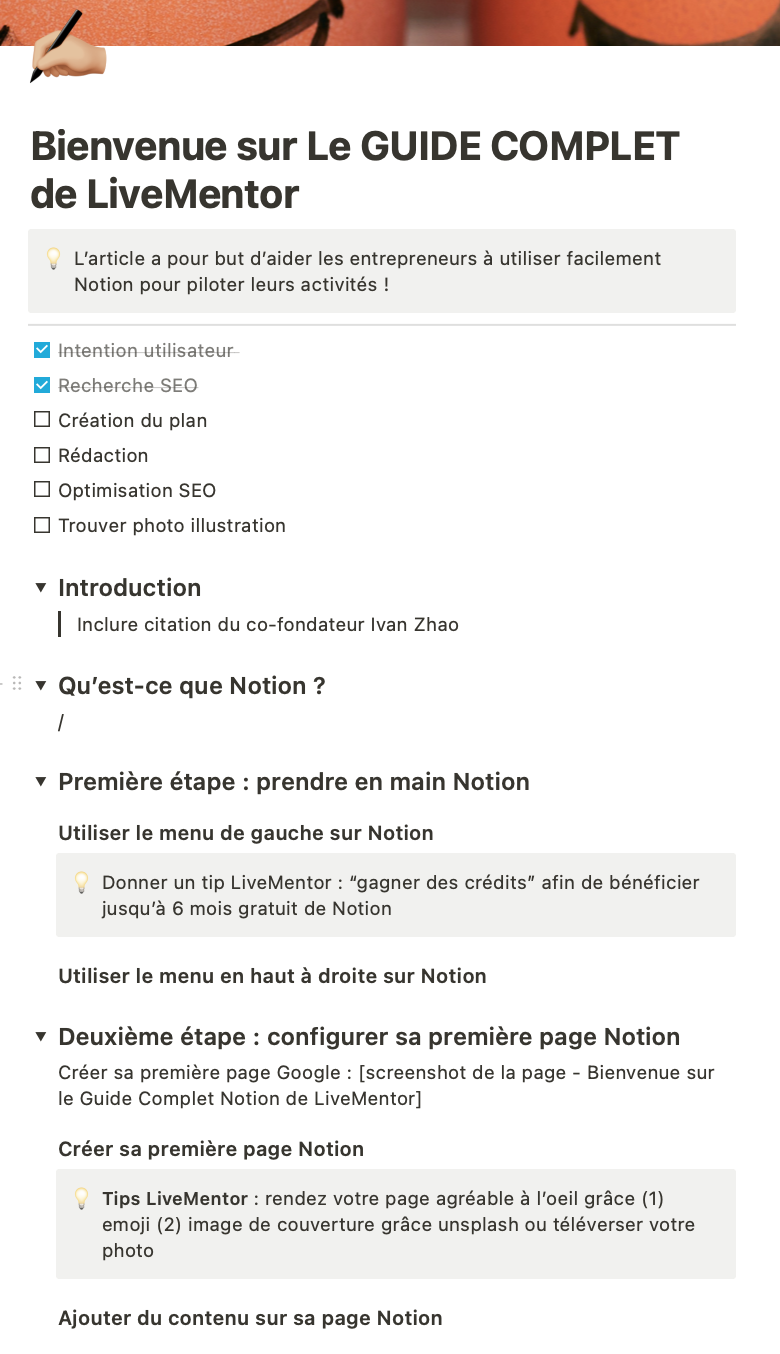 Bienvenue sur Le GUIDE COMPLET
de LiveMentor
L’article a pour but d’aider les entrepreneurs à utiliser facilement
Notion pour piloter leurs activités !
Intention utilisateur
Recherche SEO
Création du plan
Rédaction
Optimisation SEO
Trouver photo illustration
Introduction
Inclure citation du co-fondateur Ivan Zhao
Qu’est-ce que Notion ?
/
Première étape : prendre en main Notion
Utiliser le menu de gauche sur Notion
Donner un tip LiveMentor : “gagner des crédits” afin de bénéficier
jusqu’à 6 mois gratuit de Notion
Utiliser le menu en haut à droite sur Notion
Deuxième étape : configurer sa première page Notion
Créer sa première page Google : [screenshot de la page - Bienvenue sur
le Guide Complet Notion de LiveMentor]
Créer sa première page Notion
Tips LiveMentor : rendez votre page agréable à l’oeil grâce (1)
emoji (2) image de couverture grâce unsplash ou téléverser votre
photo
Ajouter du contenu sur sa page Notion